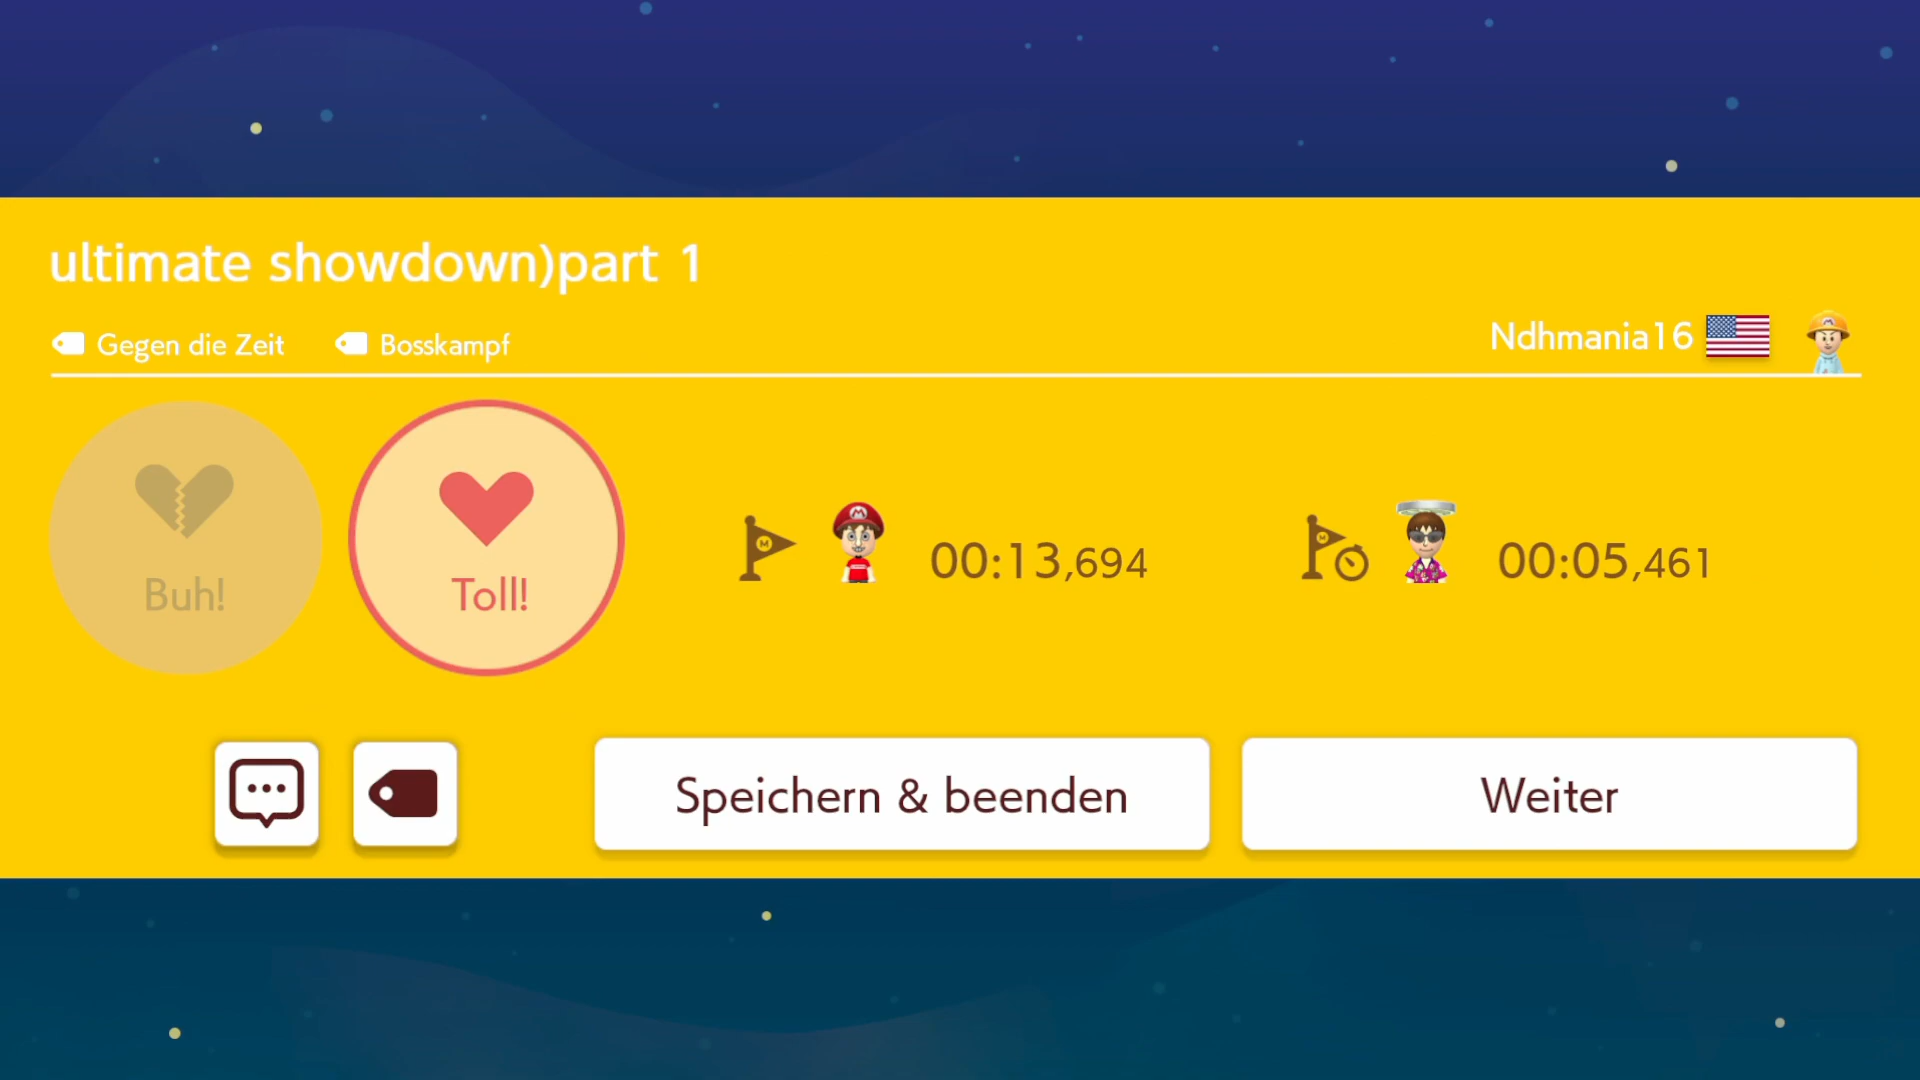 ultimate showdown)part 1
Gegen die Zeit Bosskampf
Ndhmania16
Buh!
Toll!
00:13,694
00:05,461
Speichern & beenden
Weiter